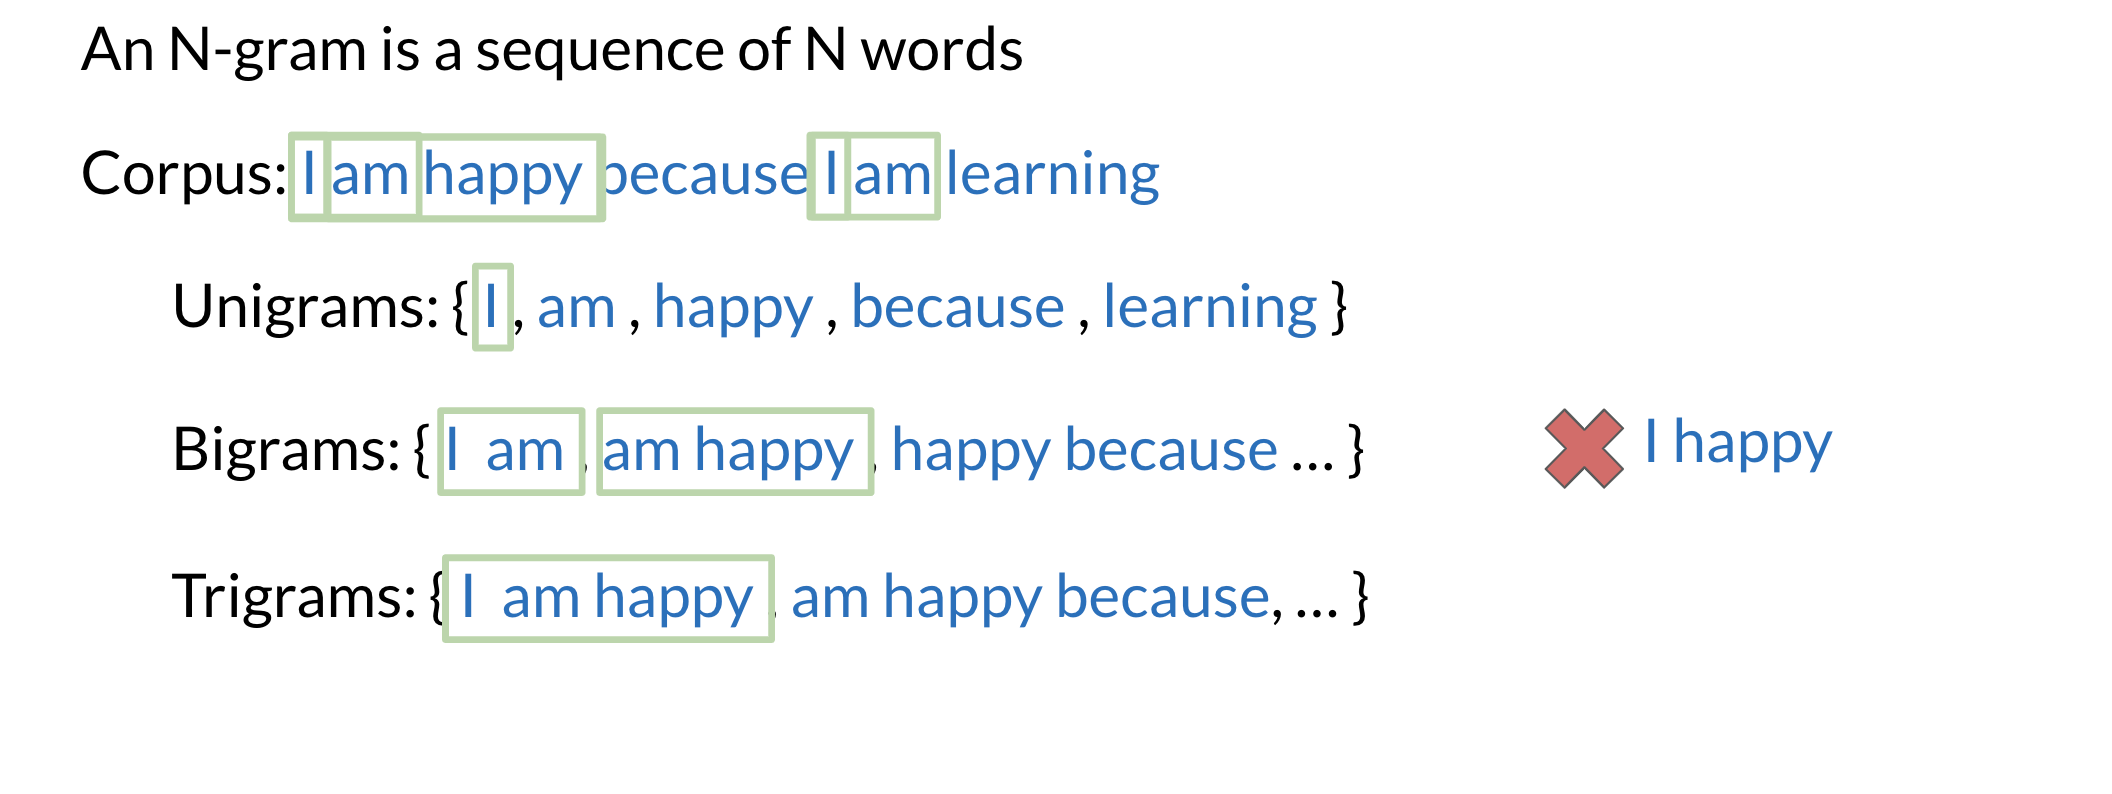 An N-gram is a sequence of N words
Corpus: I am happy because I am learning
Unigrams: { I , am , happy , because , learning }
Bigrams: { I am , am happy , happy because ... } I happy
Trigrams: { I am happy , am happy because, ... }